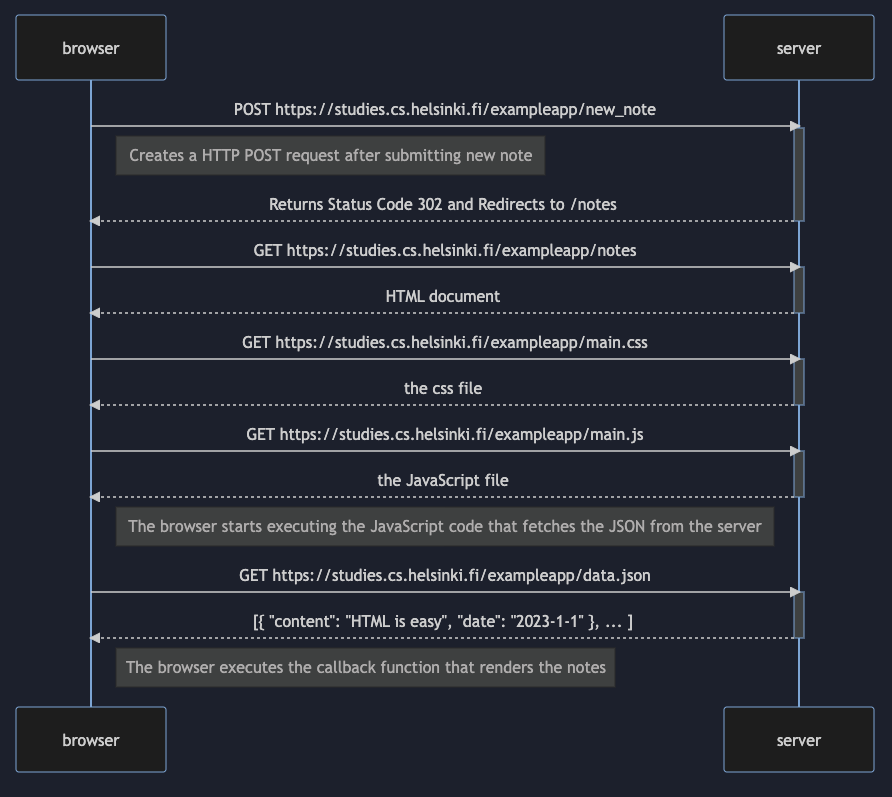 browser
server
POST https://studies.cs.helsinki.fi/exampleapp/new_note
Creates a HTTP POST request after submitting new note
Returns Status Code 302 and Redirects to /notes
GET https://studies.cs.helsinki.fi/exampleapp/notes
HTML document
GET https://studies.cs.helsinki.fi/exampleapp/main.css
the css file
GET https://studies.cs.helsinki.fi/exampleapp/main.js
the JavaScript file
The browser starts executing the JavaScript code that fetches the JSON from the server
GET https://studies.cs.helsinki.fi/exampleapp/data.json
[{ "content": "HTML is easy", "date": "2023-1-1" }, ... ]
The browser executes the callback function that renders the notes
browser
server